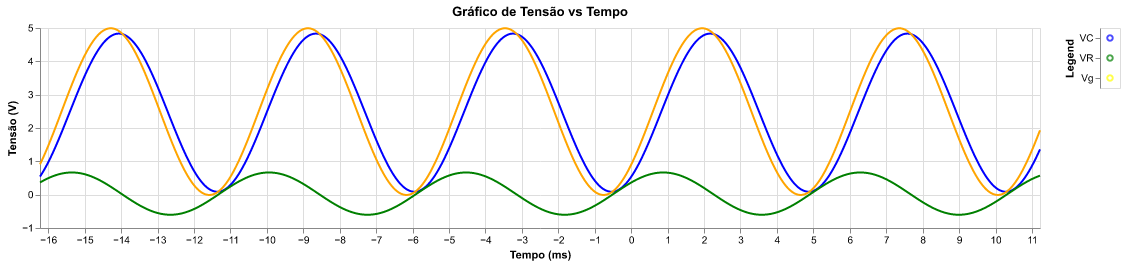 Gráfico de Tensão vs Tempo
Tensão (V)
5
4
3
2
1
0
−1
−16 −15 −14 −13 −12 −11 −10 −9 −8 −7 −6 −5 −4 −3 −2 −1 0 1 2 3 4 5 6 7 8 9 10 11
Tempo (ms)
Legend
VC
VR
Vg